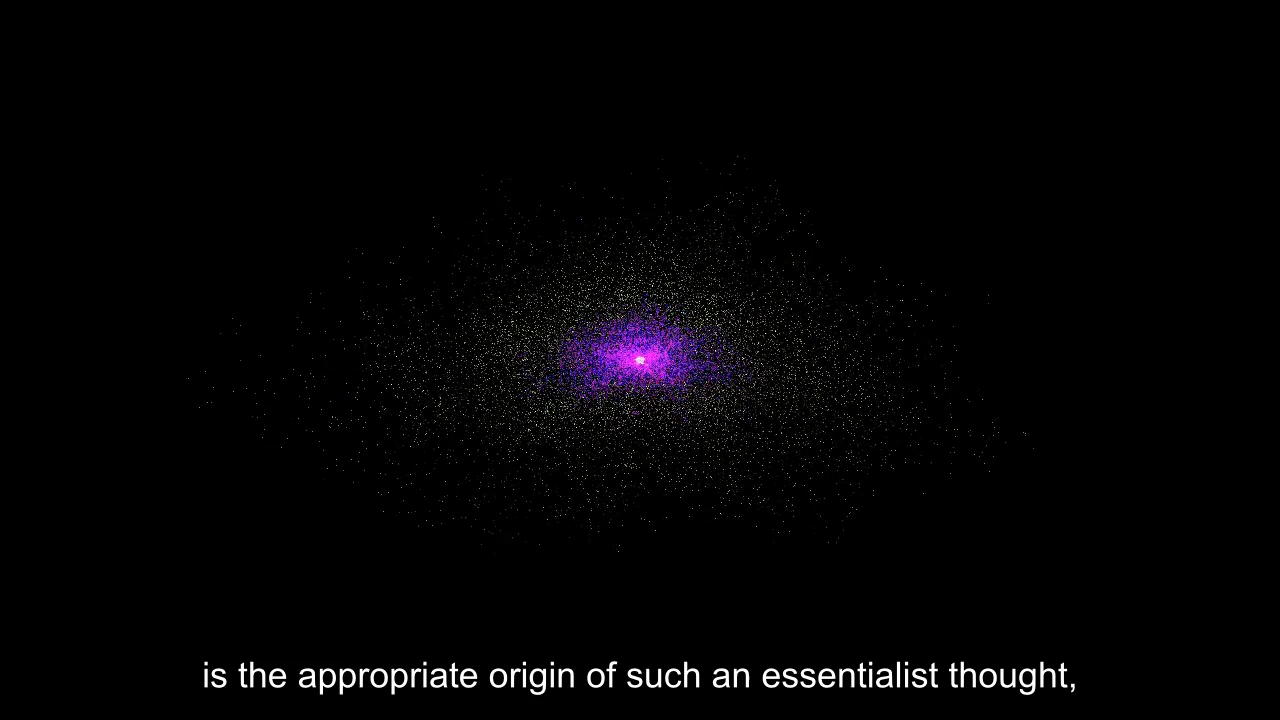 is the appropriate origin of such an essentialist thought,